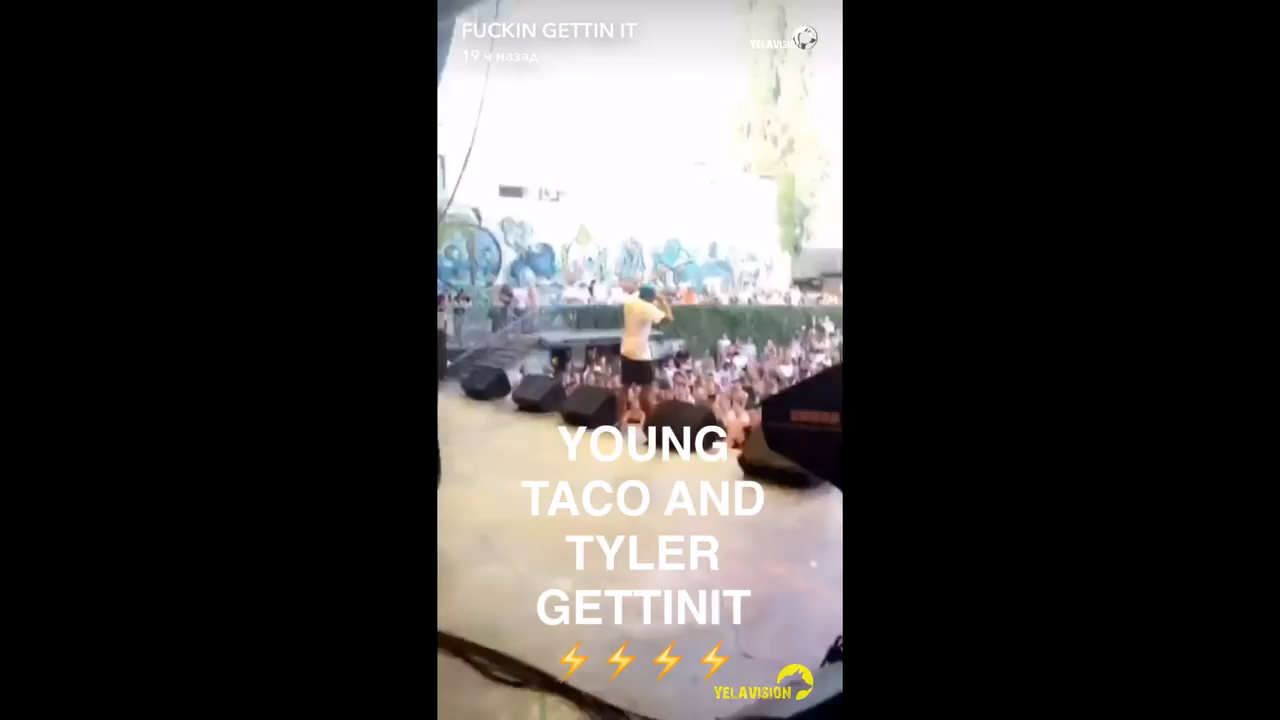 FUCKIN GETTIN IT
19 ч назад
YELAVISION
YOUNG
TACO AND
TYLER
GETTINIT
⚡⚡⚡⚡
YELAVISION